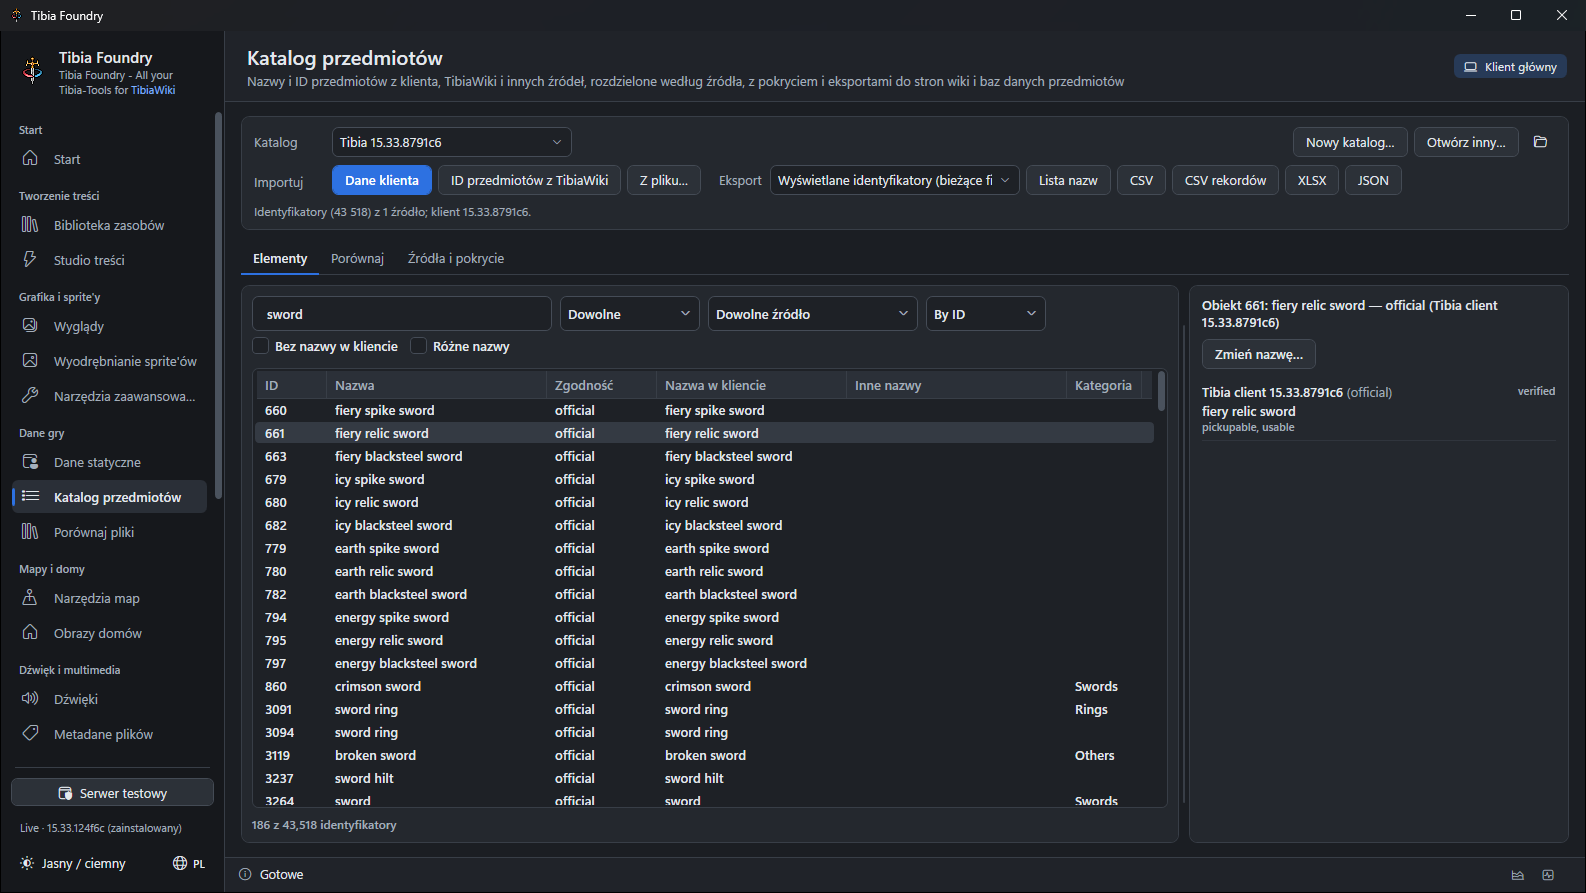 Tibia Foundry
Tibia Foundry
Tibia Foundry - All your
Tibia-Tools for TibiaWiki
Start
Start
Tworzenie treści
Biblioteka zasobów
Studio treści
Grafika i sprite'y
Wyglądy
Wyodrębnianie sprite'ów
Narzędzia zaawansowa...
Dane gry
Dane statyczne
Katalog przedmiotów
Porównaj pliki
Mapy i domy
Narzędzia map
Obrazy domów
Dźwięk i multimedia
Dźwięki
Metadane plików
Serwer testowy
Live · 15.33.124f6c (zainstalowany)
Jasny / ciemny PL
Katalog przedmiotów
Nazwy i ID przedmiotów z klienta, TibiaWiki i innych źródeł, rozdzielone według źródła, z pokryciem i eksportami do stron wiki i baz danych przedmiotów
Klient główny
Katalog Tibia 15.33.8791c6 Nowy katalog... Otwórz inny...
Importuj Dane klienta ID przedmiotów z TibiaWiki Z pliku... Eksport Wyświetlane identyfikatory (bieżące fi Lista nazw CSV CSV rekordów XLSX JSON
Identyfikatory (43 518) z 1 źródło; klient 15.33.8791c6.
Elementy Porównaj Źródła i pokrycie
sword Dowolne Dowolne źródło By ID
Bez nazwy w kliencie Różne nazwy
ID Nazwa Zgodność Nazwa w kliencie Inne nazwy Kategoria
660 fiery spike sword official fiery spike sword
661 fiery relic sword official fiery relic sword
663 fiery blacksteel sword official fiery blacksteel sword
679 icy spike sword official icy spike sword
680 icy relic sword official icy relic sword
682 icy blacksteel sword official icy blacksteel sword
779 earth spike sword official earth spike sword
780 earth relic sword official earth relic sword
782 earth blacksteel sword official earth blacksteel sword
794 energy spike sword official energy spike sword
795 energy relic sword official energy relic sword
797 energy blacksteel sword official energy blacksteel sword
860 crimson sword official crimson sword Swords
3091 sword ring official sword ring Rings
3094 sword ring official sword ring
3119 broken sword official broken sword Others
3237 sword hilt official sword hilt
3264 sword official sword Swords
186 z 43,518 identyfikatory
Obiekt 661: fiery relic sword — official (Tibia client
15.33.8791c6)
Zmień nazwę...
Tibia client 15.33.8791c6 (official) verified
fiery relic sword
pickupable, usable
Gotowe